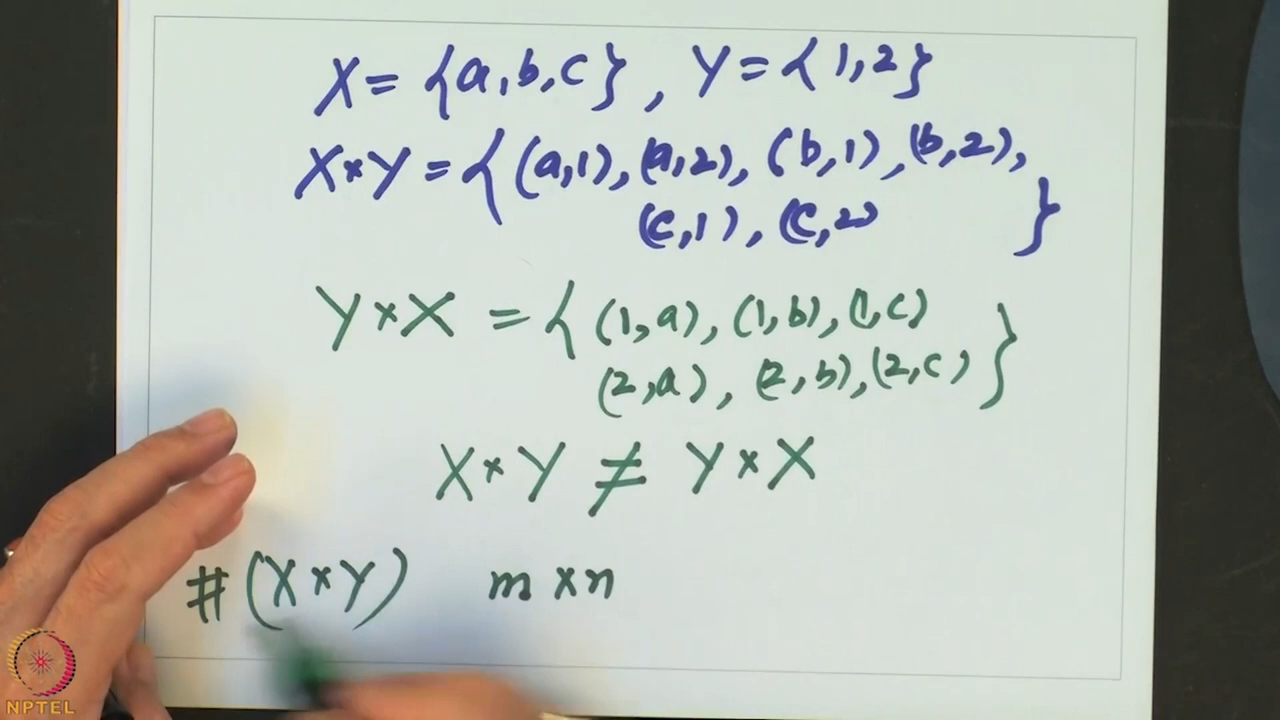 X = {a, b, c}, Y = {1, 2}
X × Y = {(a,1), (a,2), (b,1), (b,2),
(c,1), (c,2) }
Y × X = {(1,a), (1,b), (1,c)
(2,a), (2,b), (2,c) }
X × Y ≠ Y × X
# (X × Y) m × n
NPTEL